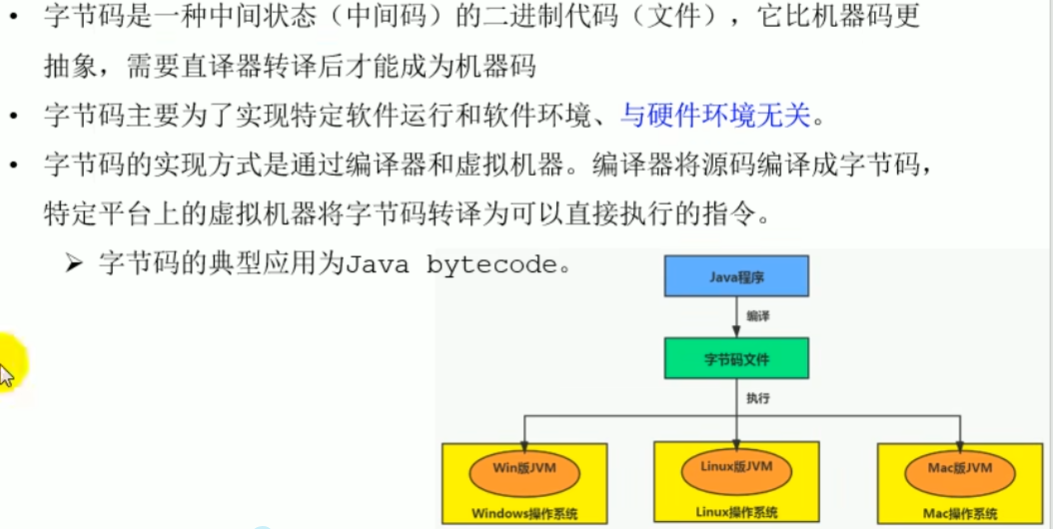 • 字节码是一种中间状态（中间码）的二进制代码（文件），它比机器码更
抽象，需要直译器转译后才能成为机器码
• 字节码主要为了实现特定软件运行和软件环境、与硬件环境无关。
• 字节码的实现方式是通过编译器和虚拟机器。编译器将源码编译成字节码，
特定平台上的虚拟机器将字节码转译为可以直接执行的指令。
➢ 字节码的典型应用为Java bytecode。
Java程序
编译
字节码文件
执行
Win版JVM
Linux版JVM
Mac版JVM
Windows操作系统
Linux操作系统
Mac操作系统